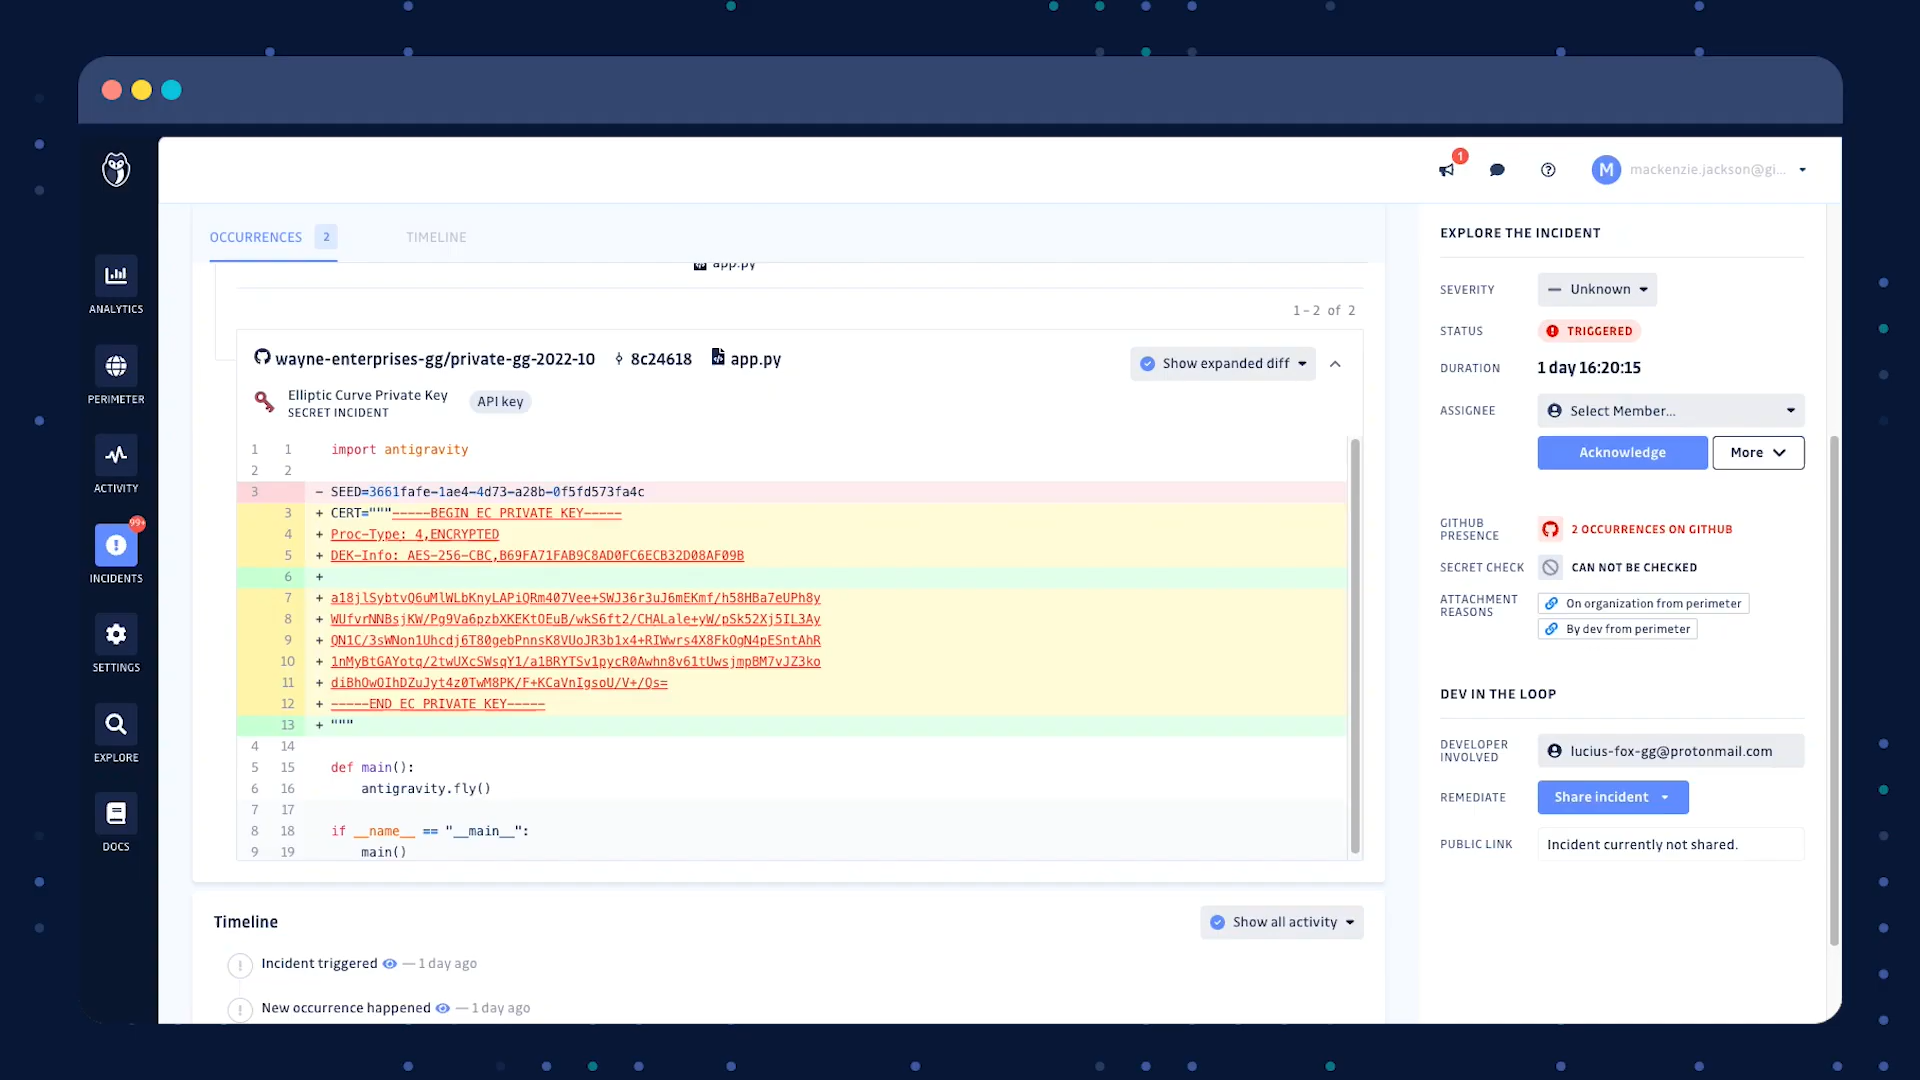 1
M mackenzie.jackson@gi...
ANALYTICS
PERIMETER
ACTIVITY
99+
INCIDENTS
SETTINGS
EXPLORE
DOCS
OCCURRENCES 2 TIMELINE
app.py
1-2 of 2
wayne-enterprises-gg/private-gg-2022-10 8c24618 app.py
Show expanded diff
Elliptic Curve Private Key
SECRET INCIDENT
API key
1 1 import antigravity
2 2
3 - SEED=3661fafe-1ae4-4d73-a28b-0f5fd573fa4c
3 + CERT="""-----BEGIN EC PRIVATE KEY-----
4 + Proc-Type: 4,ENCRYPTED
5 + DEK-Info: AES-256-CBC,B69FA71FAB9C8AD0FC6ECB32D08AF09B
6 +
7 + a18jlSybtvQ6uMlWLbKnyLAPiQRm407Vee+SWJ36r3uJ6mEKmf/h58HBa7eUPh8y
8 + WUfvrNNBsjKW/Pg9Va6pzbXKEKtOEuB/wkS6ft2/CHALale+yW/pSk52Xj5IL3Ay
9 + QN1C/3sWNon1Uhcdj6T80gebPnnsK8VUoJR3b1x4+RIWwrs4X8FkOgN4pESntAhR
10 + 1nMyBtGAYotq/2twUXcSWsqY1/a1BRYTSv1pycR0Awhn8v61tUwsjmpBM7vJZ3ko
11 + diBhOwOIhDZuJyt4z0TwM8PK/F+KCaVnIgsoU/V+/Qs=
12 + -----END EC PRIVATE KEY-----
13 + """
4 14
5 15 def main():
6 16 antigravity.fly()
7 17
8 18 if __name__ == "__main__":
9 19 main()
Timeline
Show all activity
Incident triggered — 1 day ago
New occurrence happened — 1 day ago
EXPLORE THE INCIDENT
SEVERITY — Unknown
STATUS TRIGGERED
DURATION 1 day 16:20:15
ASSIGNEE Select Member...
Acknowledge More
GITHUB PRESENCE 2 OCCURRENCES ON GITHUB
SECRET CHECK CAN NOT BE CHECKED
ATTACHMENT REASONS On organization from perimeter
By dev from perimeter
DEV IN THE LOOP
DEVELOPER INVOLVED lucius-fox-gg@protonmail.com
REMEDIATE Share incident
PUBLIC LINK Incident currently not shared.